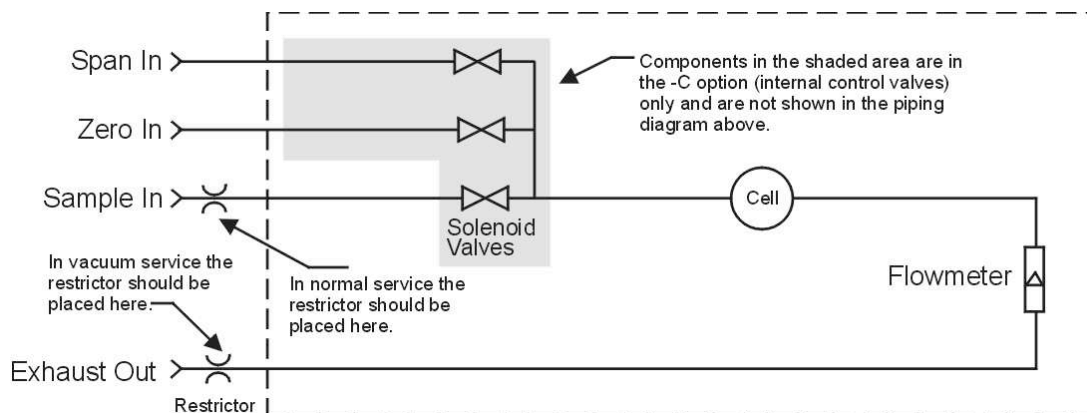 Span In
Components in the shaded area are in
the -C option (internal control valves)
only and are not shown in the piping
diagram above.
Zero In
Sample In
Cell
Solenoid
Valves
In vacuum service the
restrictor should be
placed here.
In normal service the
restrictor should be
placed here.
Flowmeter
Exhaust Out
Restrictor